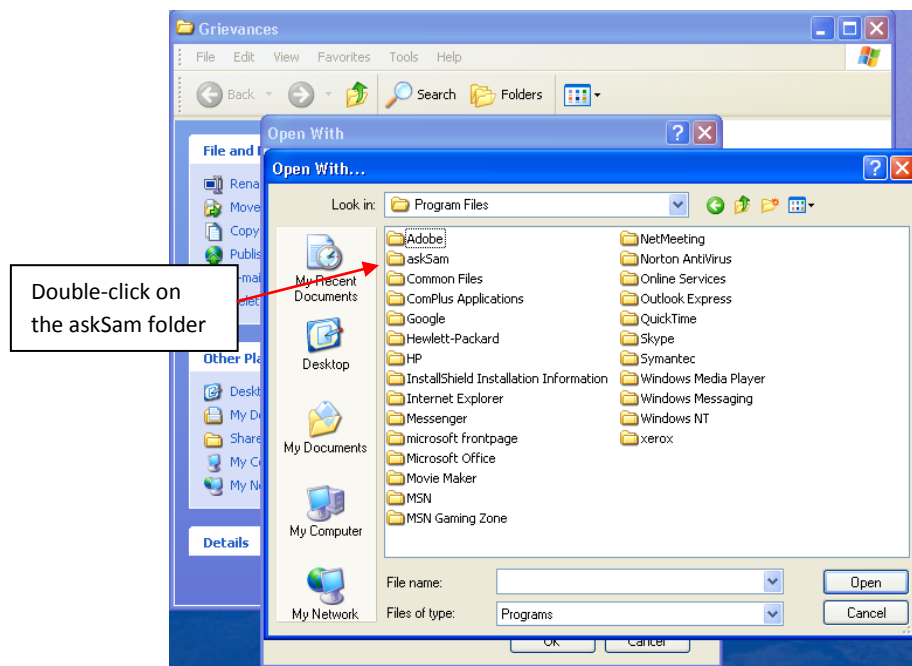 Grievances
File Edit View Favorites Tools Help
Back Search Folders
Open With
File and
Open With...
Rena
Move
Copy
Publis
-mai
elet
Look in: Program Files
Double-click on
the askSam folder
My Recent
Documents
Desktop
My Documents
My Computer
My Network
Adobe
askSam
Common Files
ComPlus Applications
Google
Hewlett-Packard
HP
InstallShield Installation Information
Internet Explorer
Messenger
microsoft frontpage
Microsoft Office
Movie Maker
MSN
MSN Gaming Zone
NetMeeting
Norton AntiVirus
Online Services
Outlook Express
QuickTime
Skype
Symantec
Windows Media Player
Windows Messaging
Windows NT
xerox
Other Pla
Deskt
My D
Share
My C
My N
Details
File name: Open
Files of type: Programs Cancel
OK Cancel